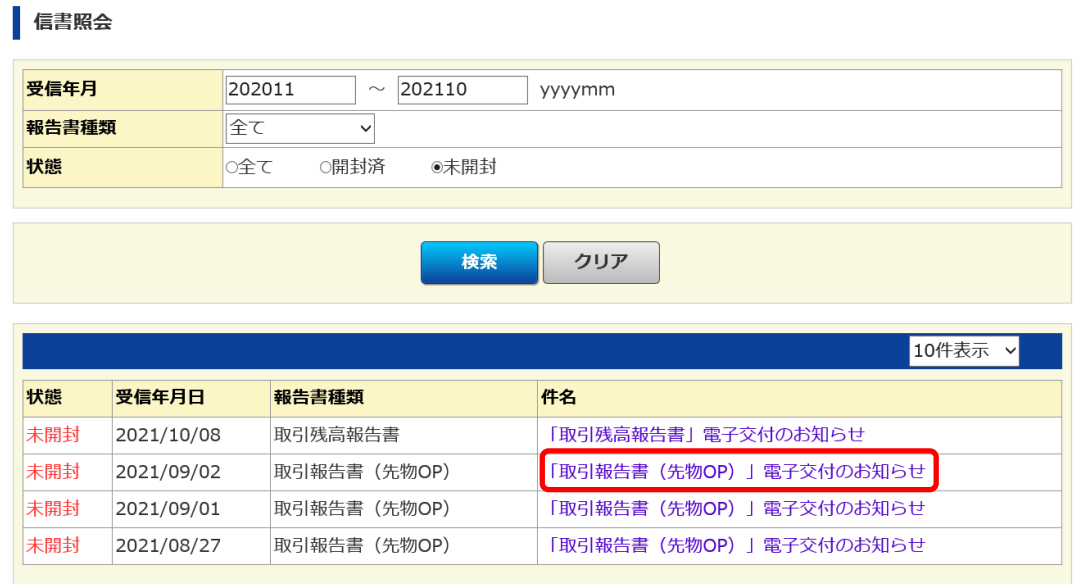 信書照会
受信年月 202011 ～ 202110 yyyymm
報告書種類 全て
状態 全て 開封済 未開封
検索 クリア
10件表示
状態 受信年月日 報告書種類 件名
未開封 2021/10/08 取引残高報告書 「取引残高報告書」電子交付のお知らせ
未開封 2021/09/02 取引報告書（先物OP） 「取引報告書（先物OP）」電子交付のお知らせ
未開封 2021/09/01 取引報告書（先物OP） 「取引報告書（先物OP）」電子交付のお知らせ
未開封 2021/08/27 取引報告書（先物OP） 「取引報告書（先物OP）」電子交付のお知らせ